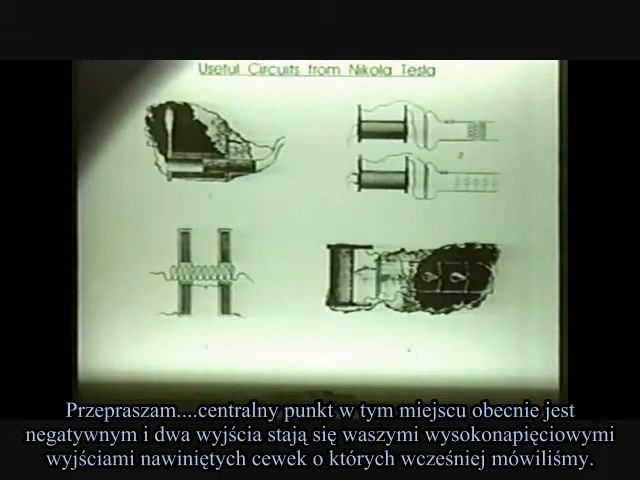 Useful Circuits from Nikola Tesla
Przepraszam....centralny punkt w tym miejscu obecnie jest
negatywnym i dwa wyjścia stają się waszymi wysokonapięciowymi
wyjściami nawiniętych cewek o których wcześniej mówiliśmy.